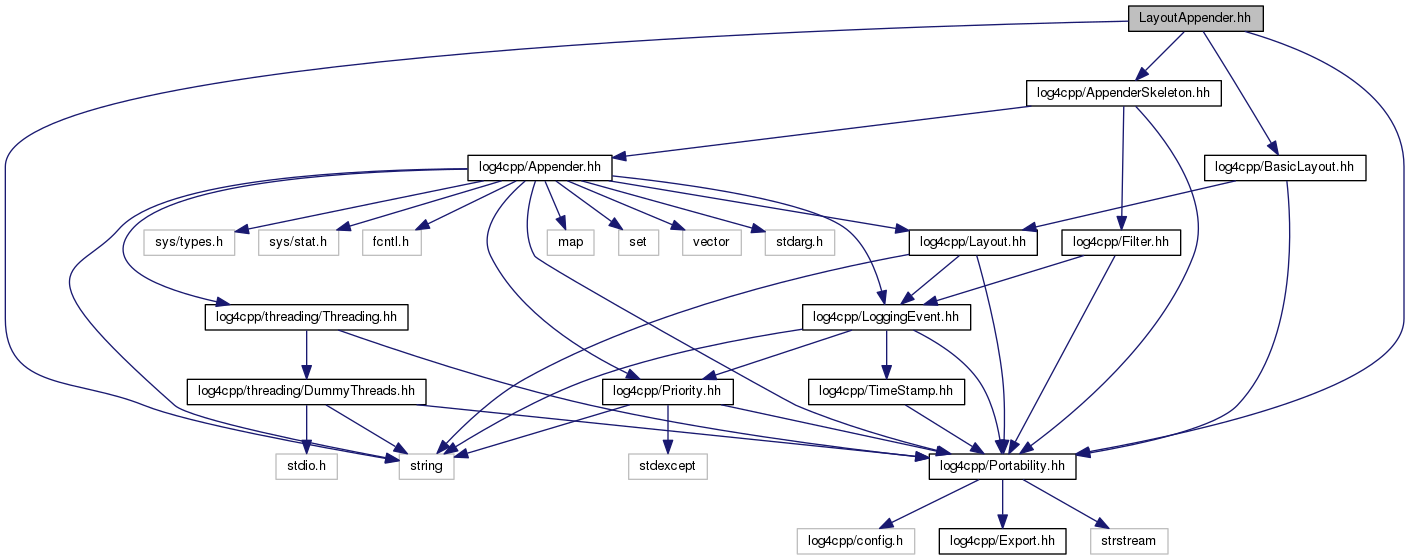 LayoutAppender.hh
log4cpp/AppenderSkeleton.hh
log4cpp/Appender.hh
log4cpp/BasicLayout.hh
sys/types.h
sys/stat.h
fcntl.h
map
set
vector
stdarg.h
log4cpp/Layout.hh
log4cpp/Filter.hh
log4cpp/threading/Threading.hh
log4cpp/LoggingEvent.hh
log4cpp/threading/DummyThreads.hh
log4cpp/Priority.hh
log4cpp/TimeStamp.hh
stdio.h
string
stdexcept
log4cpp/Portability.hh
log4cpp/config.h
log4cpp/Export.hh
strstream